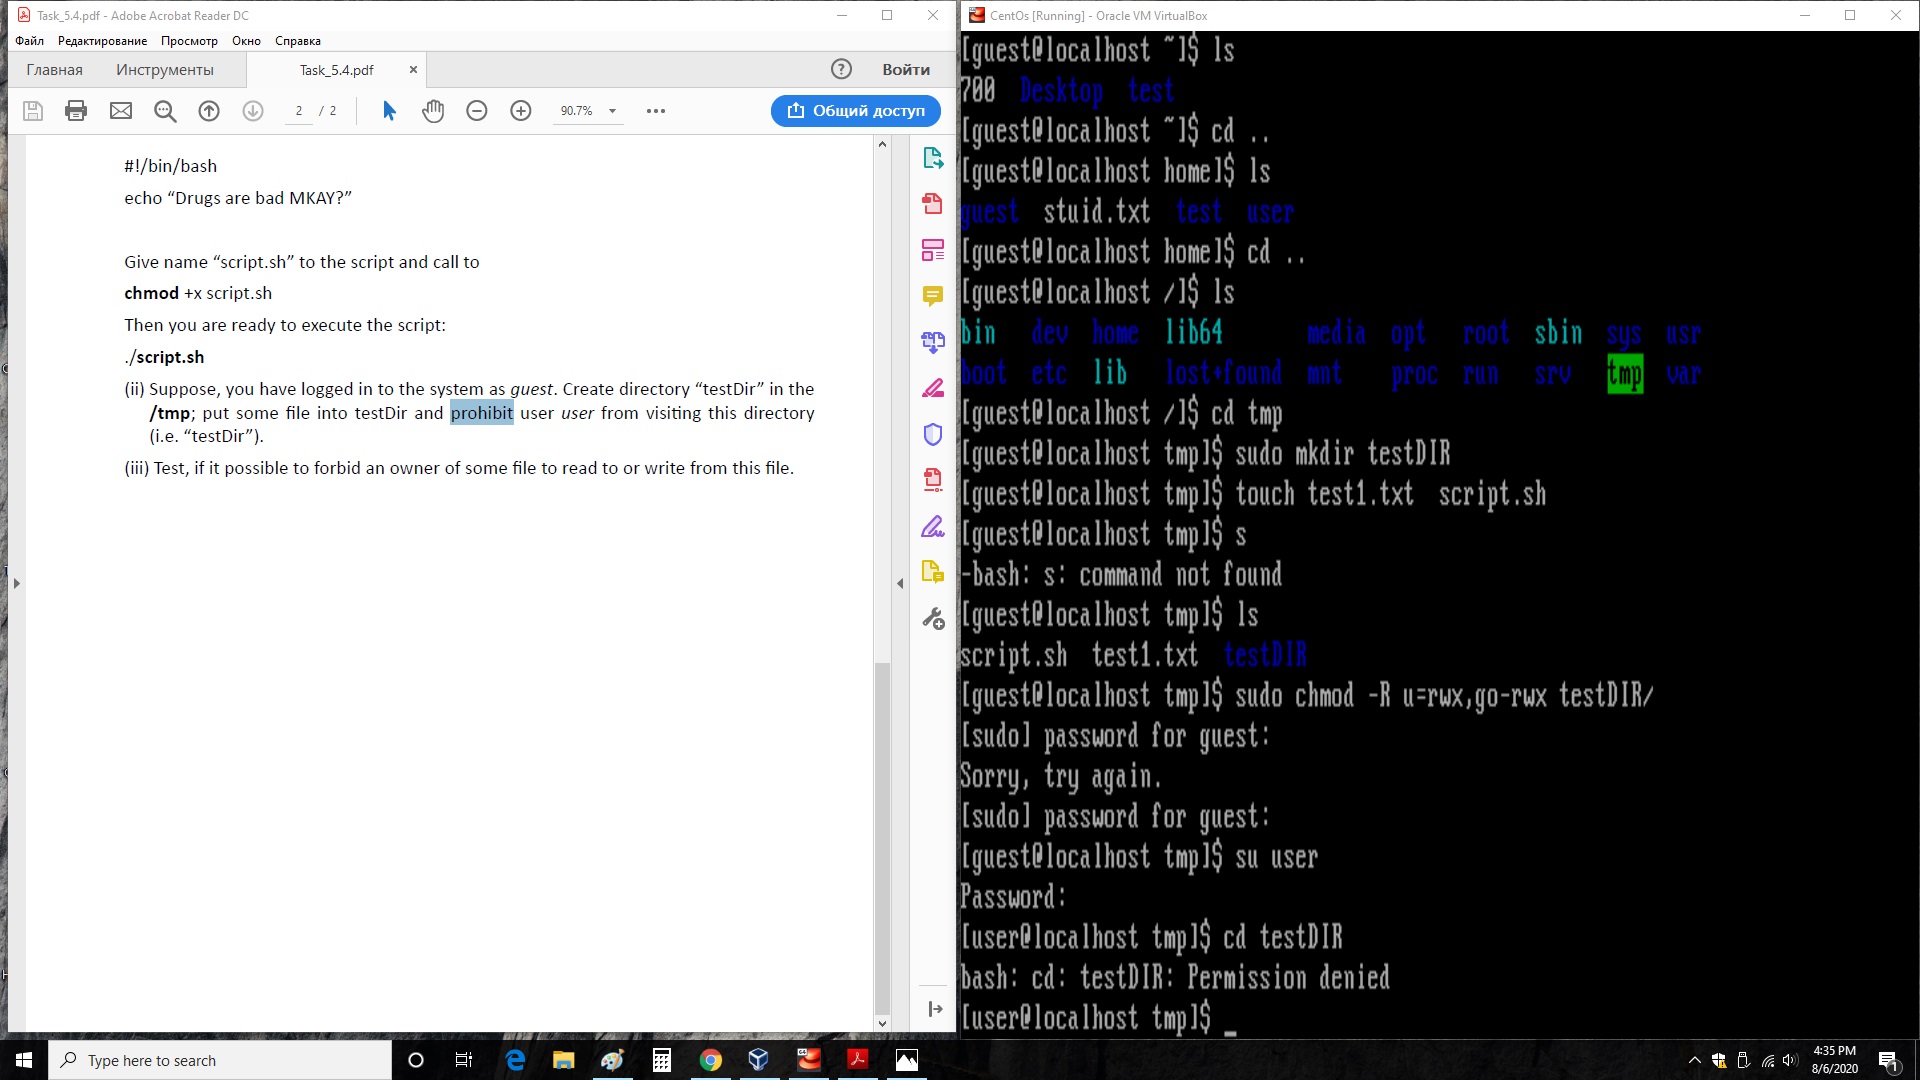 Task_5.4.pdf - Adobe Acrobat Reader DC
Файл Редактирование Просмотр Окно Справка
Главная Инструменты Task_5.4.pdf × Войти
2 / 2 90.7% Общий доступ
#!/bin/bash
echo “Drugs are bad MKAY?”
Give name “script.sh” to the script and call to
chmod +x script.sh
Then you are ready to execute the script:
./script.sh
(ii) Suppose, you have logged in to the system as guest. Create directory “testDir” in the
/tmp; put some file into testDir and prohibit user user from visiting this directory
(i.e. “testDir”).
(iii) Test, if it possible to forbid an owner of some file to read to or write from this file.
CentOs [Running] - Oracle VM VirtualBox
[guest@localhost ~]$ ls
700 Desktop test
[guest@localhost ~]$ cd ..
[guest@localhost home]$ ls
guest stuid.txt test user
[guest@localhost home]$ cd ..
[guest@localhost /]$ ls
bin dev home lib64 media opt root sbin sys usr
boot etc lib lost+found mnt proc run srv tmp var
[guest@localhost /]$ cd tmp
[guest@localhost tmp]$ sudo mkdir testDIR
[guest@localhost tmp]$ touch test1.txt script.sh
[guest@localhost tmp]$ s
-bash: s: command not found
[guest@localhost tmp]$ ls
script.sh test1.txt testDIR
[guest@localhost tmp]$ sudo chmod -R u=rwx,go-rwx testDIR/
[sudo] password for guest:
Sorry, try again.
[sudo] password for guest:
[guest@localhost tmp]$ su user
Password:
[user@localhost tmp]$ cd testDIR
bash: cd: testDIR: Permission denied
[user@localhost tmp]$ _
Type here to search
4:35 PM
8/6/2020
1